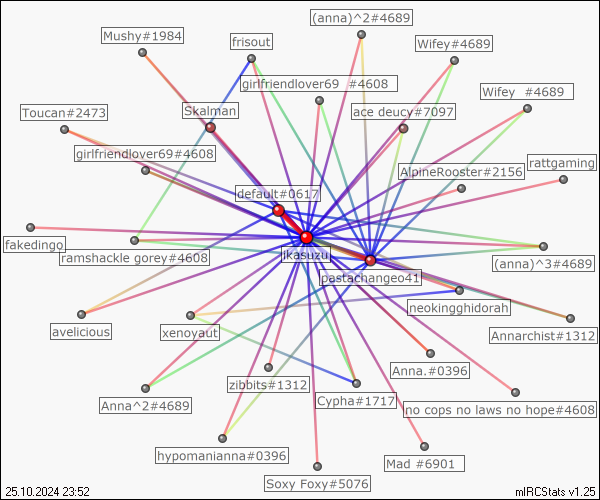 (anna)^2#4689
Mushy#1984
frisout
Wifey#4689
girlfriendlover69 #4608
Wifey #4689
Toucan#2473
Skalman
ace deucy#7097
girlfriendlover69#4608
rattgaming
AlpineRooster#2156
default#0617
fakedingo
ramshackle gorey#4608
ikasuzu
(anna)^3#4689
pastachangeo41
neokingghidorah
avelicious
xenoyaut
Annarchist#1312
Anna.#0396
zibbits#1312
Cypha#1717
Anna^2#4689
no cops no laws no hope#4608
hypomanianna#0396
Mad #6901
Soxy Foxy#5076
25.10.2024 23:52
mIRCStats v1.25